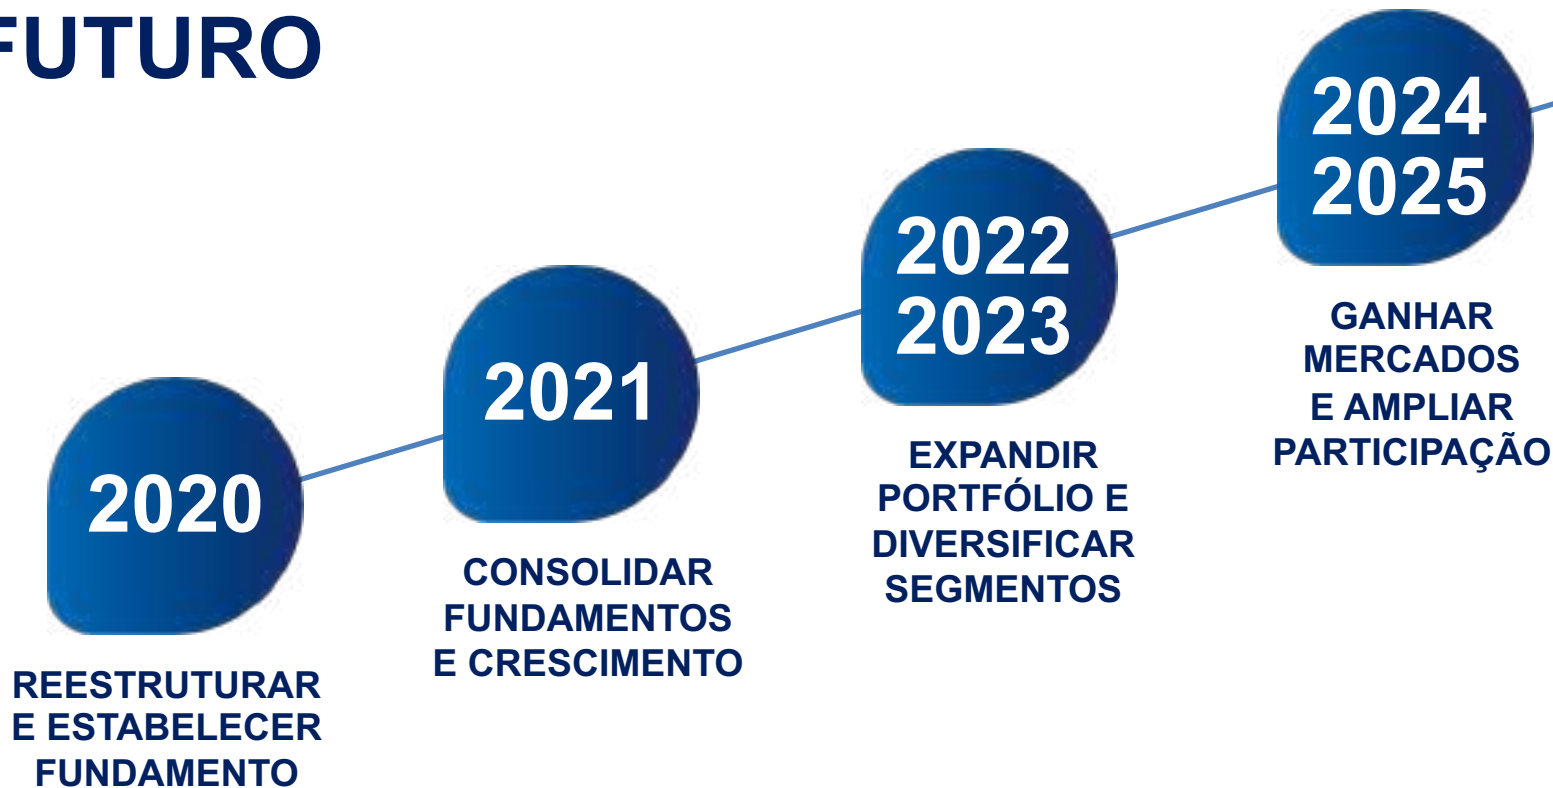 FUTURO
2020
REESTRUTURAR
E ESTABELECER
FUNDAMENTO
2021
CONSOLIDAR
FUNDAMENTOS
E CRESCIMENTO
2022
2023
EXPANDIR
PORTFÓLIO E
DIVERSIFICAR
SEGMENTOS
2024
2025
GANHAR
MERCADOS
E AMPLIAR
PARTICIPAÇÃO